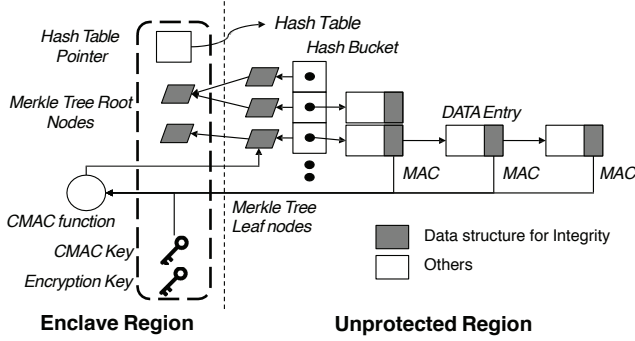 Hash Table
Pointer
Hash Table
Hash Bucket
Merkle Tree Root
Nodes
DATA Entry
MAC
MAC
MAC
CMAC function
Merkle Tree
Leaf nodes
CMAC Key
Encryption Key
Data structure for Integrity
Others
Enclave Region
Unprotected Region